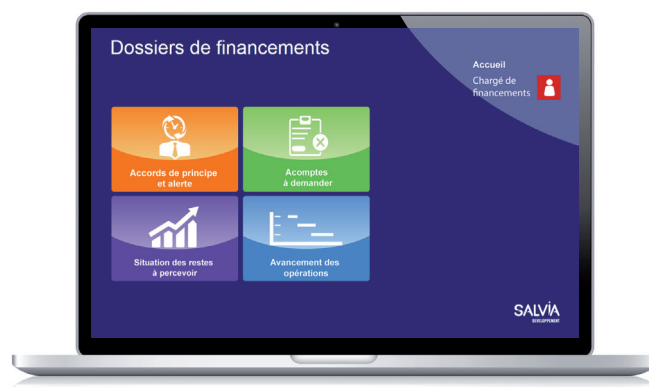 Dossiers de financements
Accueil
Chargé de
financements
Accords de principe
et alerte
Acomptes
à demander
Situation des restes
à percevoir
Avancement des
opérations
SALVIA
DEVELOPPEMENT